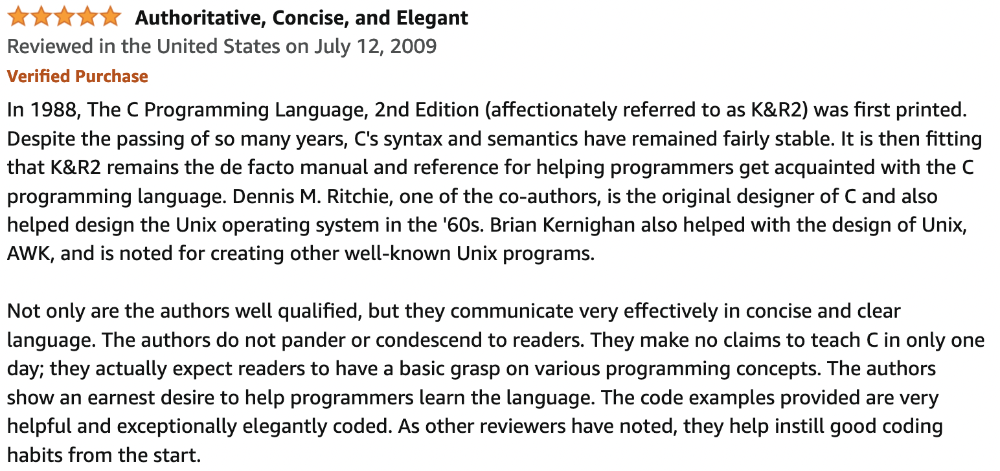 Authoritative, Concise, and Elegant
Reviewed in the United States on July 12, 2009
Verified Purchase
In 1988, The C Programming Language, 2nd Edition (affectionately referred to as K&R2) was first printed.
Despite the passing of so many years, C's syntax and semantics have remained fairly stable. It is then fitting
that K&R2 remains the de facto manual and reference for helping programmers get acquainted with the C
programming language. Dennis M. Ritchie, one of the co-authors, is the original designer of C and also
helped design the Unix operating system in the '60s. Brian Kernighan also helped with the design of Unix,
AWK, and is noted for creating other well-known Unix programs.

Not only are the authors well qualified, but they communicate very effectively in concise and clear
language. The authors do not pander or condescend to readers. They make no claims to teach C in only one
day; they actually expect readers to have a basic grasp on various programming concepts. The authors
show an earnest desire to help programmers learn the language. The code examples provided are very
helpful and exceptionally elegantly coded. As other reviewers have noted, they help instill good coding
habits from the start.